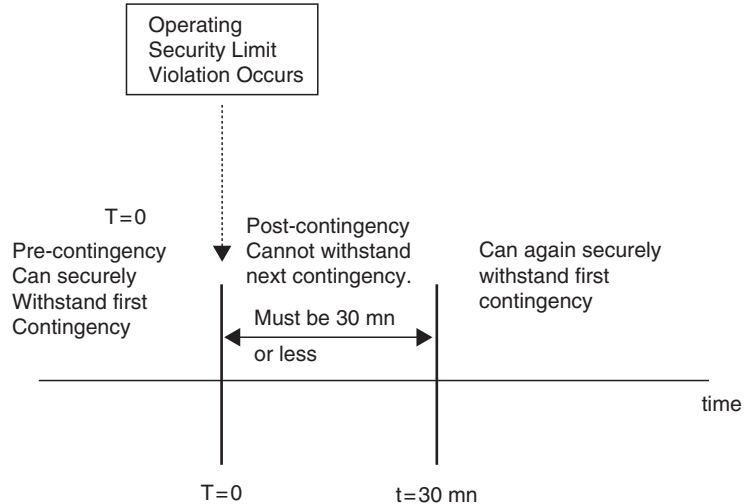 Operating
Security Limit
Violation Occurs
T=0
Pre-contingency
Can securely
Withstand first
Contingency
Post-contingency
Cannot withstand
next contingency.
Must be 30 mn
or less
Can again securely
withstand first
contingency
time
T=0
t=30 mn